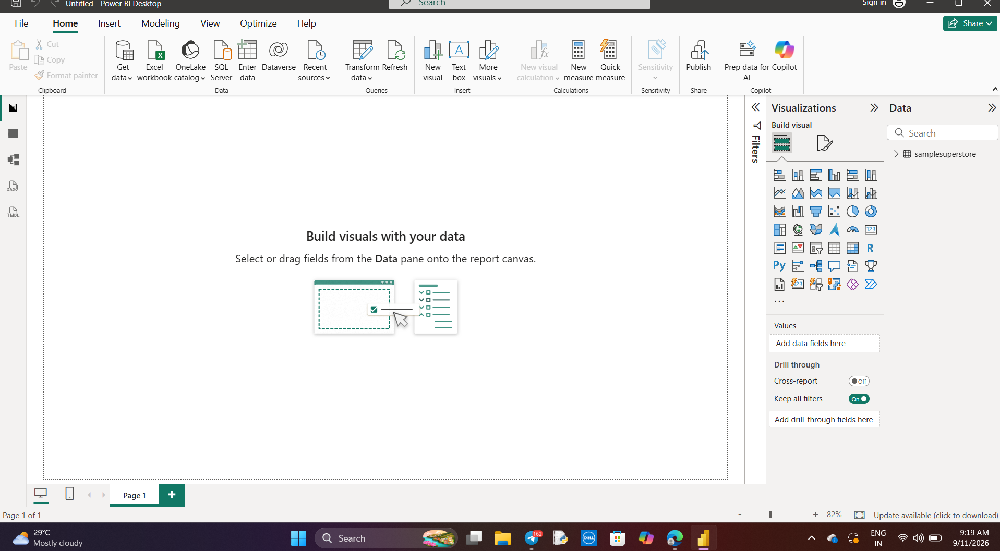 Untitled - Power BI Desktop
Search
Sign in
File Home Insert Modeling View Optimize Help
Share
Paste
Cut
Copy
Format painter
Clipboard
Get data
Excel workbook
OneLake catalog
SQL Server
Enter data
Dataverse
Recent sources
Data
Transform data
Refresh
Queries
New visual
Text box
More visuals
Insert
New visual calculation
New measure
Quick measure
Calculations
Sensitivity
Sensitivity
Publish
Share
Prep data for AI
Copilot
Copilot
DAX
TMDL
Build visuals with your data
Select or drag fields from the Data pane onto the report canvas.
Filters
Visualizations
Build visual
123
R
Py
123
...
Values
Add data fields here
Drill through
Cross-report
Off
Keep all filters
On
Add drill-through fields here
Data
Search
samplesuperstore
Page 1
Page 1 of 1
- + 82%
Update available (click to download)
29°C
Mostly cloudy
Search
162
DELL
ENG
IN
9:19 AM
9/11/2026